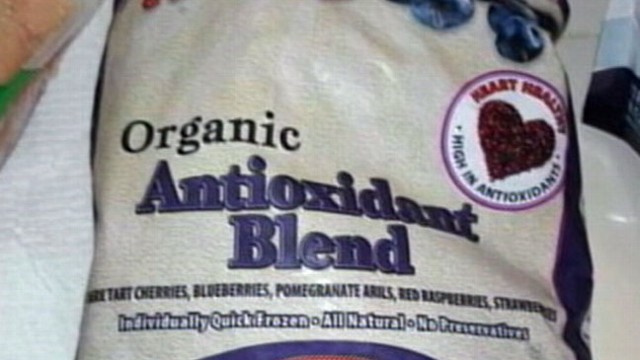 HEART HEALTHY
• HIGH IN ANTIOXIDANTS •
Organic
Antioxidant
Blend
DARK TART CHERRIES, BLUEBERRIES, POMEGRANATE ARILS, RED RASPBERRIES, STRAWBERRIES
Individually Quick Frozen • All Natural • No Preservatives